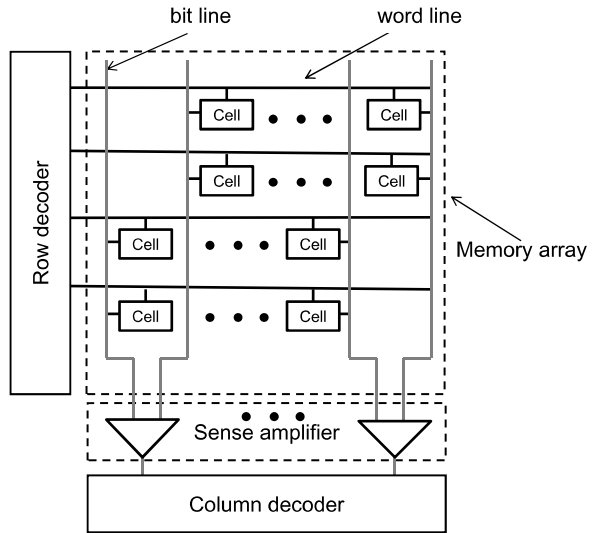 bit line
word line
Cell
Cell
Cell
Cell
Row decoder
Memory array
Cell
Cell
Cell
Cell
Sense amplifier
Column decoder